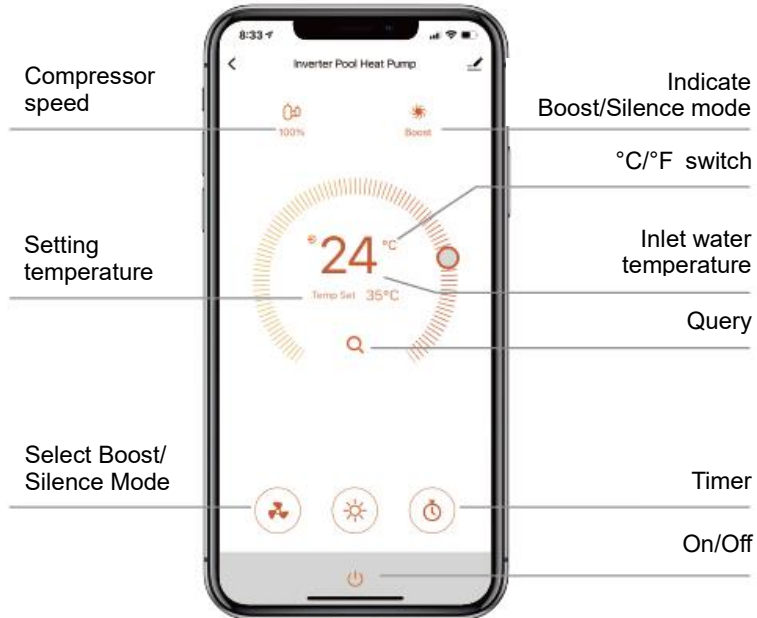 8:33
Inverter Pool Heat Pump
Compressor
speed
Indicate
Boost/Silence mode
100%
Boost
°C/°F switch
24 °C
Setting
temperature
Inlet water
temperature
Temp Set 35°C
Query
Select Boost/
Silence Mode
Timer
On/Off